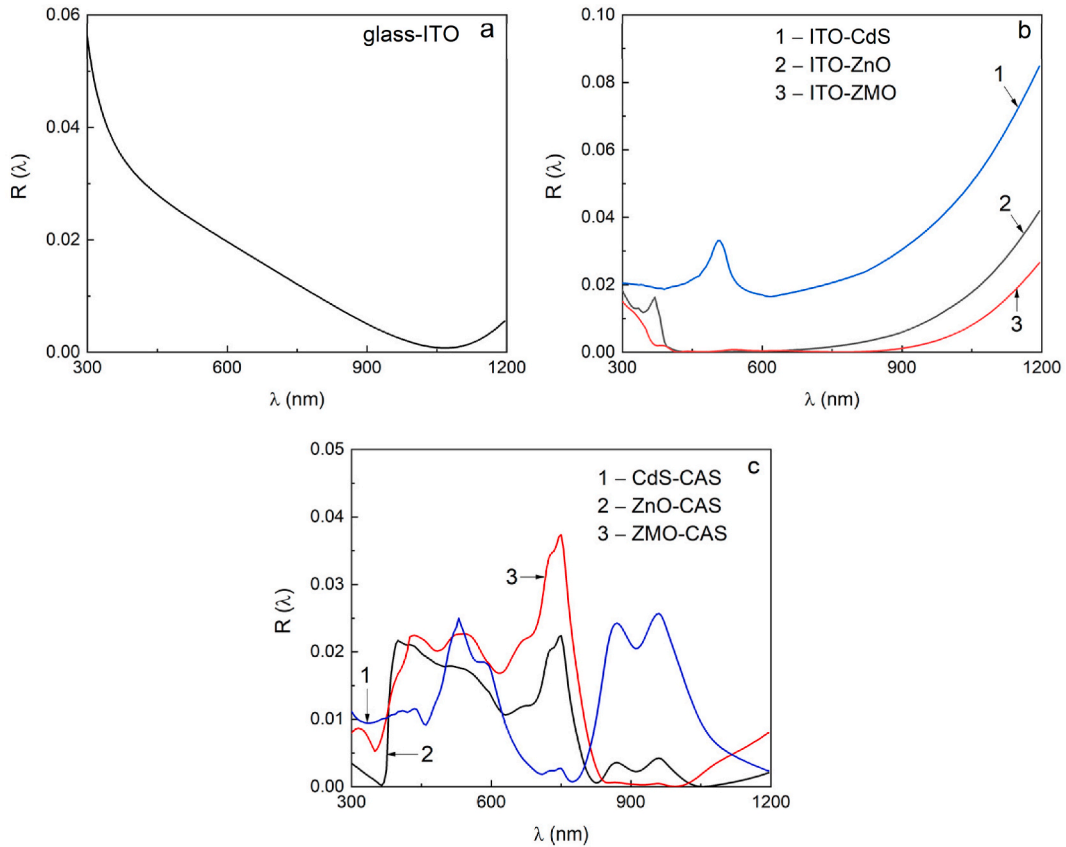 glass-ITO a
0.06
0.04
0.02
0.00
R (λ)
300 600 900 1200
λ (nm)
b
1 – ITO-CdS
2 – ITO-ZnO
3 – ITO-ZMO
0.10
0.08
0.06
0.04
0.02
0.00
R (λ)
1
2
3
300 600 900 1200
λ (nm)
c
1 – CdS-CAS
2 – ZnO-CAS
3 – ZMO-CAS
0.05
0.04
0.03
0.02
0.01
0.00
R (λ)
3
1
2
300 600 900 1200
λ (nm)